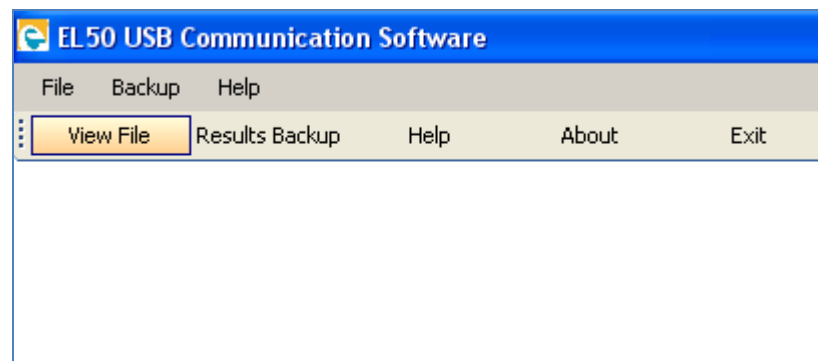 EL50 USB Communication Software
File Backup Help
View File Results Backup Help About Exit